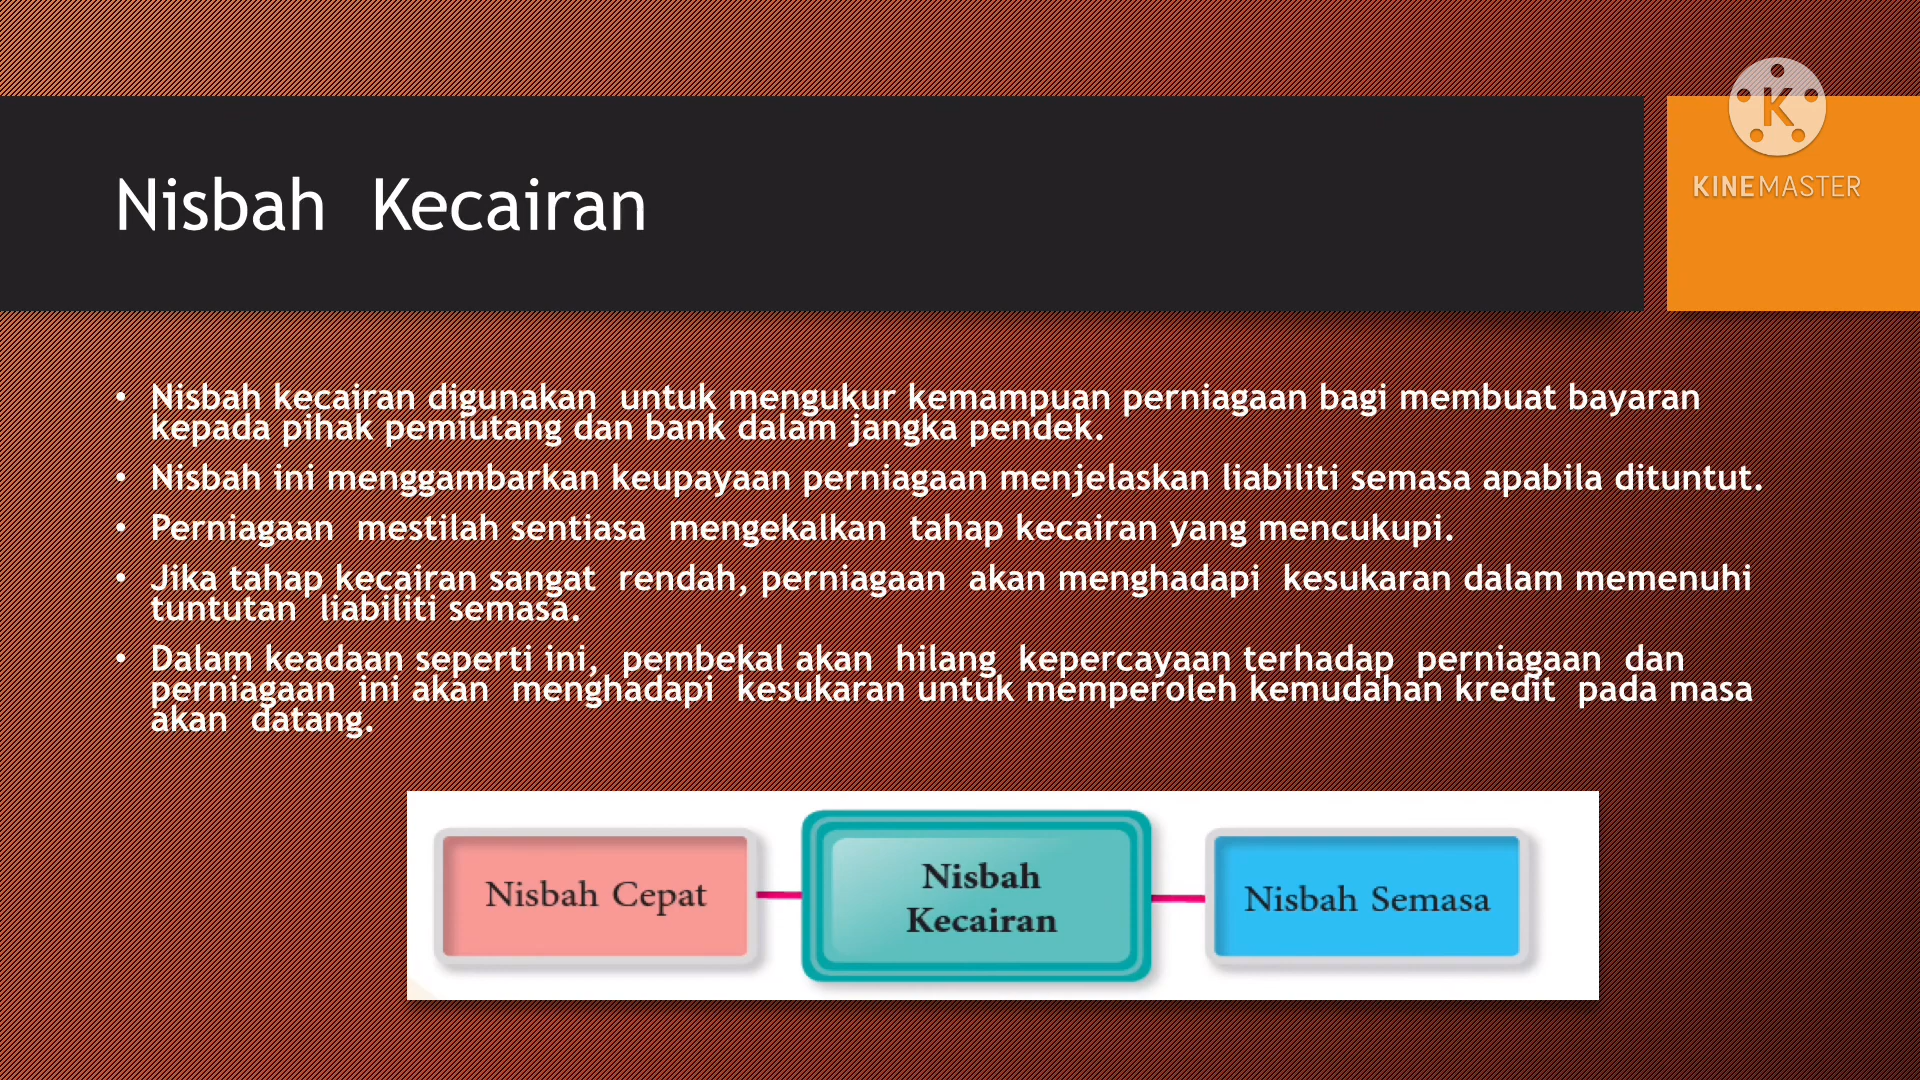 KINEMASTER
Nisbah Kecairan
• Nisbah kecairan digunakan untuk mengukur kemampuan perniagaan bagi membuat bayaran
kepada pihak pemiutang dan bank dalam jangka pendek.
• Nisbah ini menggambarkan keupayaan perniagaan menjelaskan liabiliti semasa apabila dituntut.
• Perniagaan mestilah sentiasa mengekalkan tahap kecairan yang mencukupi.
• Jika tahap kecairan sangat rendah, perniagaan akan menghadapi kesukaran dalam memenuhi
tuntutan liabiliti semasa.
• Dalam keadaan seperti ini, pembekal akan hilang kepercayaan terhadap perniagaan dan
perniagaan ini akan menghadapi kesukaran untuk memperoleh kemudahan kredit pada masa
akan datang.
Nisbah Cepat
Nisbah
Kecairan
Nisbah Semasa